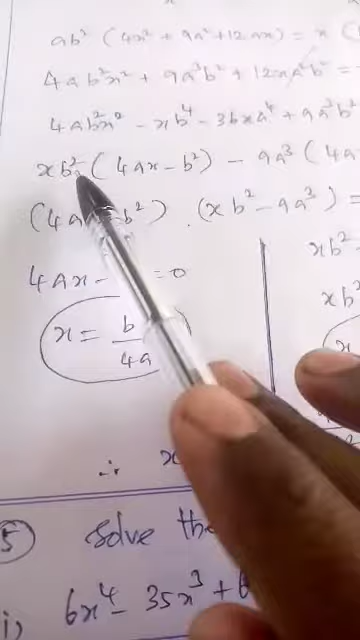 ab² (4x² + 9a² + 12ax) = x (
4ab²x² + 9a³b² + 12xa²b² =
4ab²x² - xb⁴ - 36xa⁴ + 9a³b²
xb² (4ax - b²) - 9a³ (4a
(4a b²) . (xb² - 9a³) =
4ax - = 0
x = b / 4a
xb²
xb²
x
∴ x
⑤ Solve the
i) 6x⁴ - 35x³ + 6